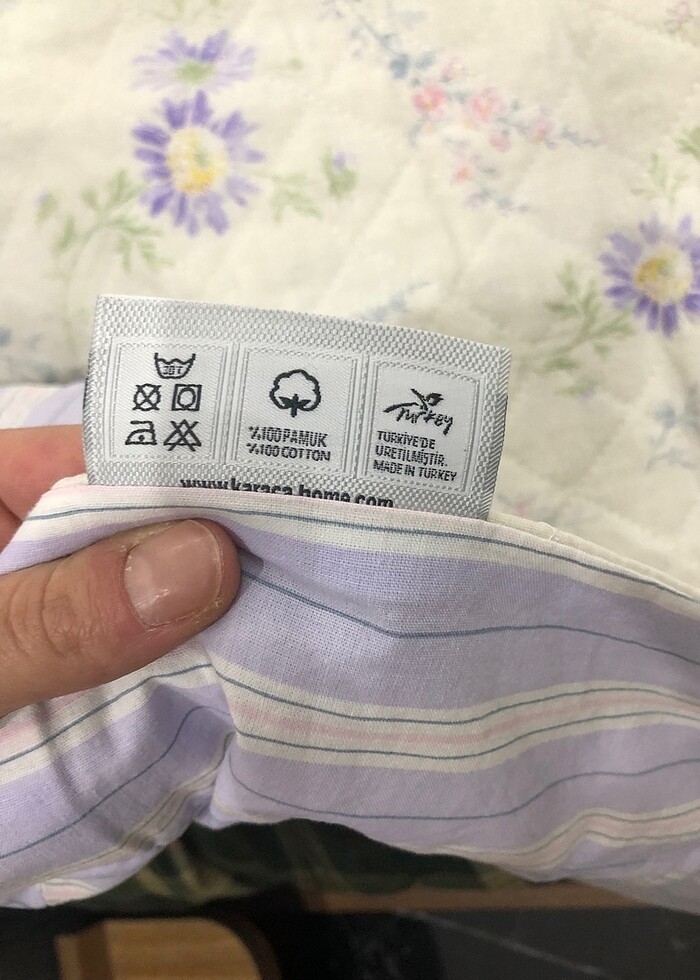 30°C
%100 PAMUK
%100 COTTON
Turkey
TÜRKİYE'DE
ÜRETİLMİŞTİR.
MADE IN TURKEY
www.karaca-home.com